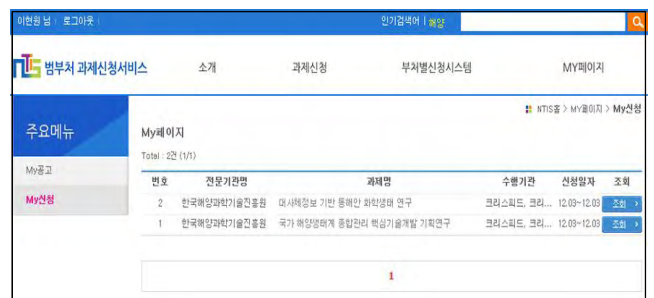 이현원 님 | 로그아웃 |
인기검색어 | 해양
NTIS 범부처 과제신청서비스
소개 과제신청 부처별신청시스템 MY페이지
NTIS홈 > MY페이지 > My신청
주요메뉴
My공고
My신청
My페이지
Total : 2건 (1/1)
번호 전문기관명 과제명 수행기관 신청일자 조회
2 한국해양과학기술진흥원 대사체정보 기반 동해안 화학생태 연구 크리스피드, 크리... 12.03~12.03 조회 >
1 한국해양과학기술진흥원 국가 해양생태계 종합관리 핵심기술개발 기획연구 크리스피드, 크리... 12.03~12.03 조회 >
1